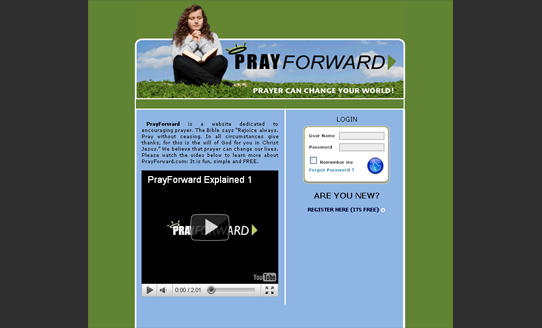 PRAYFORWARD
PRAYER CAN CHANGE YOUR WORLD!
PrayForward is a website dedicated to
encouraging prayer. The Bible says "Rejoice always.
Pray without ceasing. In all circumstances give
thanks, for this is the will of God for you in Christ
Jesus." We believe that prayer can change our lives.
Please watch the video below to learn more about
PrayForward.com: It is fun, simple and FREE.
PrayForward Explained 1
PRAYFORWARD
YouTube
0:00 / 2:01
LOGIN
User Name
Password
Remember me
Forgot Password ?
ARE YOU NEW?
REGISTER HERE (ITS FREE)